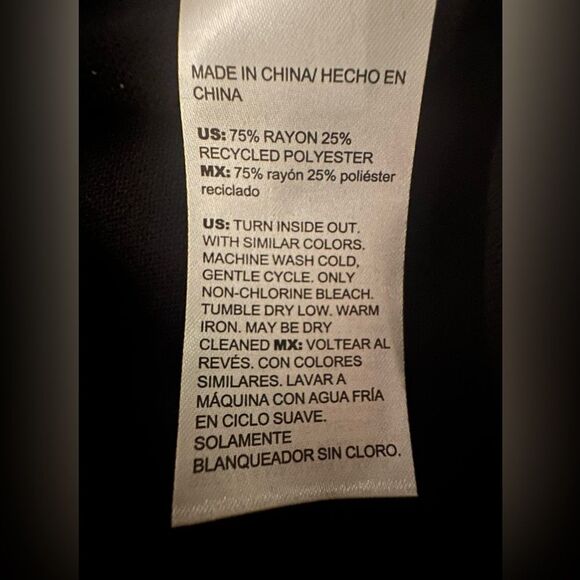 MADE IN CHINA/ HECHO EN
CHINA
US: 75% RAYON 25%
RECYCLED POLYESTER
MX: 75% rayón 25% poliéster
reciclado
US: TURN INSIDE OUT.
WITH SIMILAR COLORS.
MACHINE WASH COLD,
GENTLE CYCLE. ONLY
NON-CHLORINE BLEACH.
TUMBLE DRY LOW. WARM
IRON. MAY BE DRY
CLEANED MX: VOLTEAR AL
REVÉS. CON COLORES
SIMILARES. LAVAR A
MÁQUINA CON AGUA FRÍA
EN CICLO SUAVE.
SOLAMENTE
BLANQUEADOR SIN CLORO.